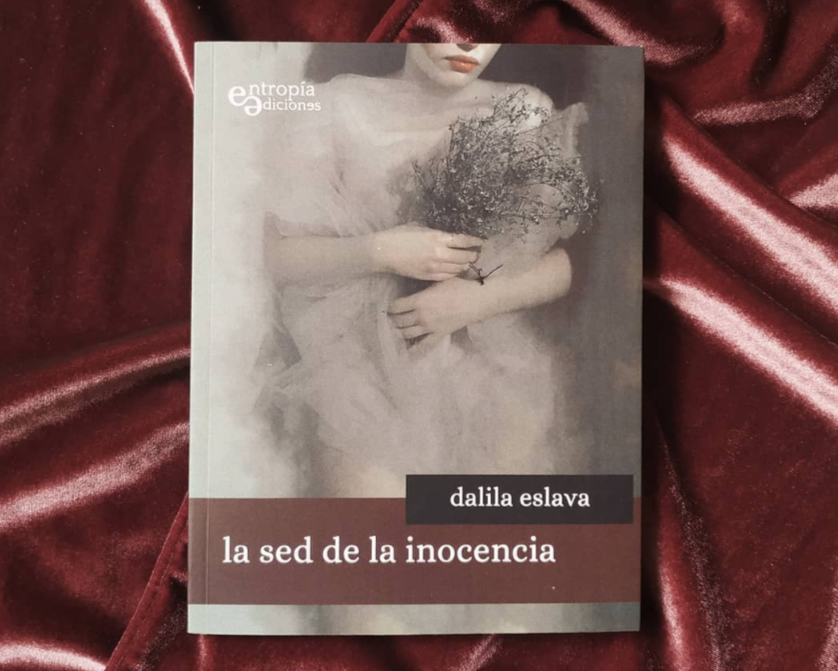 entropía
ediciones
dalila eslava
la sed de la inocencia